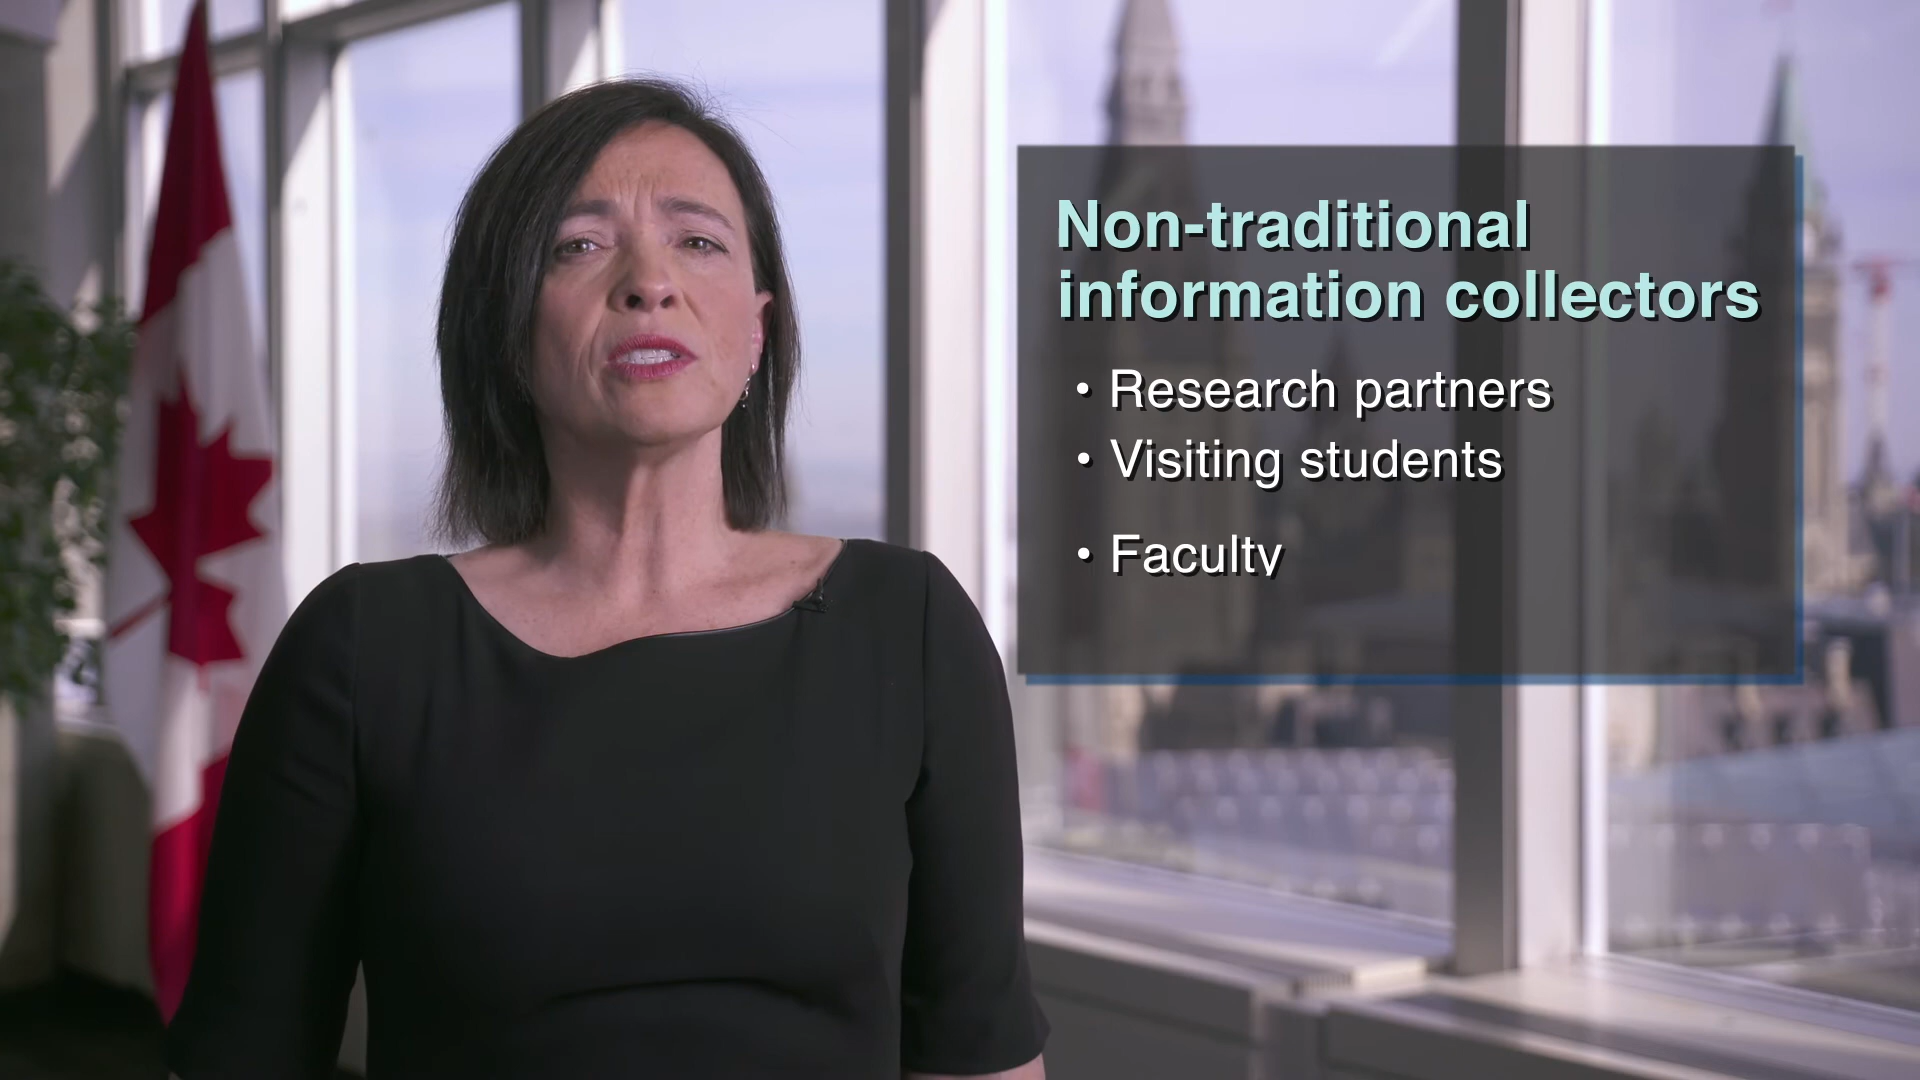 Non-traditional
information collectors
• Research partners
• Visiting students
• Faculty